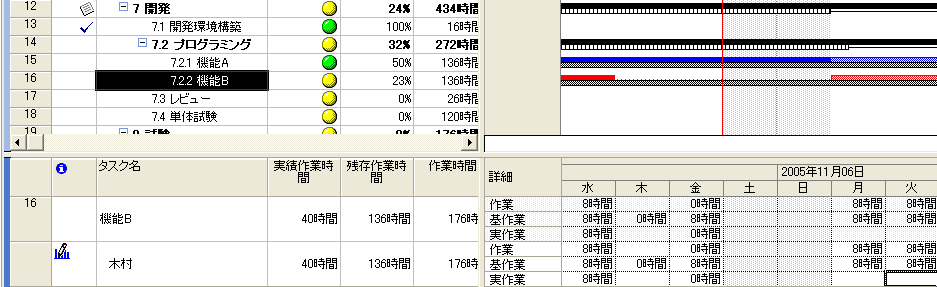 12 7 開発 24% 434時間
13 7.1 開発環境構築 100% 16時間
14 7.2 プログラミング 32% 272時間
15 7.2.1 機能A 50% 136時間
16 7.2.2 機能B 23% 136時間
17 7.3 レビュー 0% 26時間
18 7.4 単体試験 0% 120時間
19 8 試験 0% 176時間
タスク名 実績作業時間 残存作業時間 作業時間 詳細 2005年11月06日
水 木 金 土 日 月 火
16 機能B 40時間 136時間 176時間
作業 8時間 0時間 8時間 8時間
基作業 8時間 0時間 8時間 8時間 8時間
実作業 8時間 0時間
木村 40時間 136時間 176時間
作業 8時間 0時間 8時間 8時間
基作業 8時間 0時間 8時間 8時間 8時間
実作業 8時間 0時間